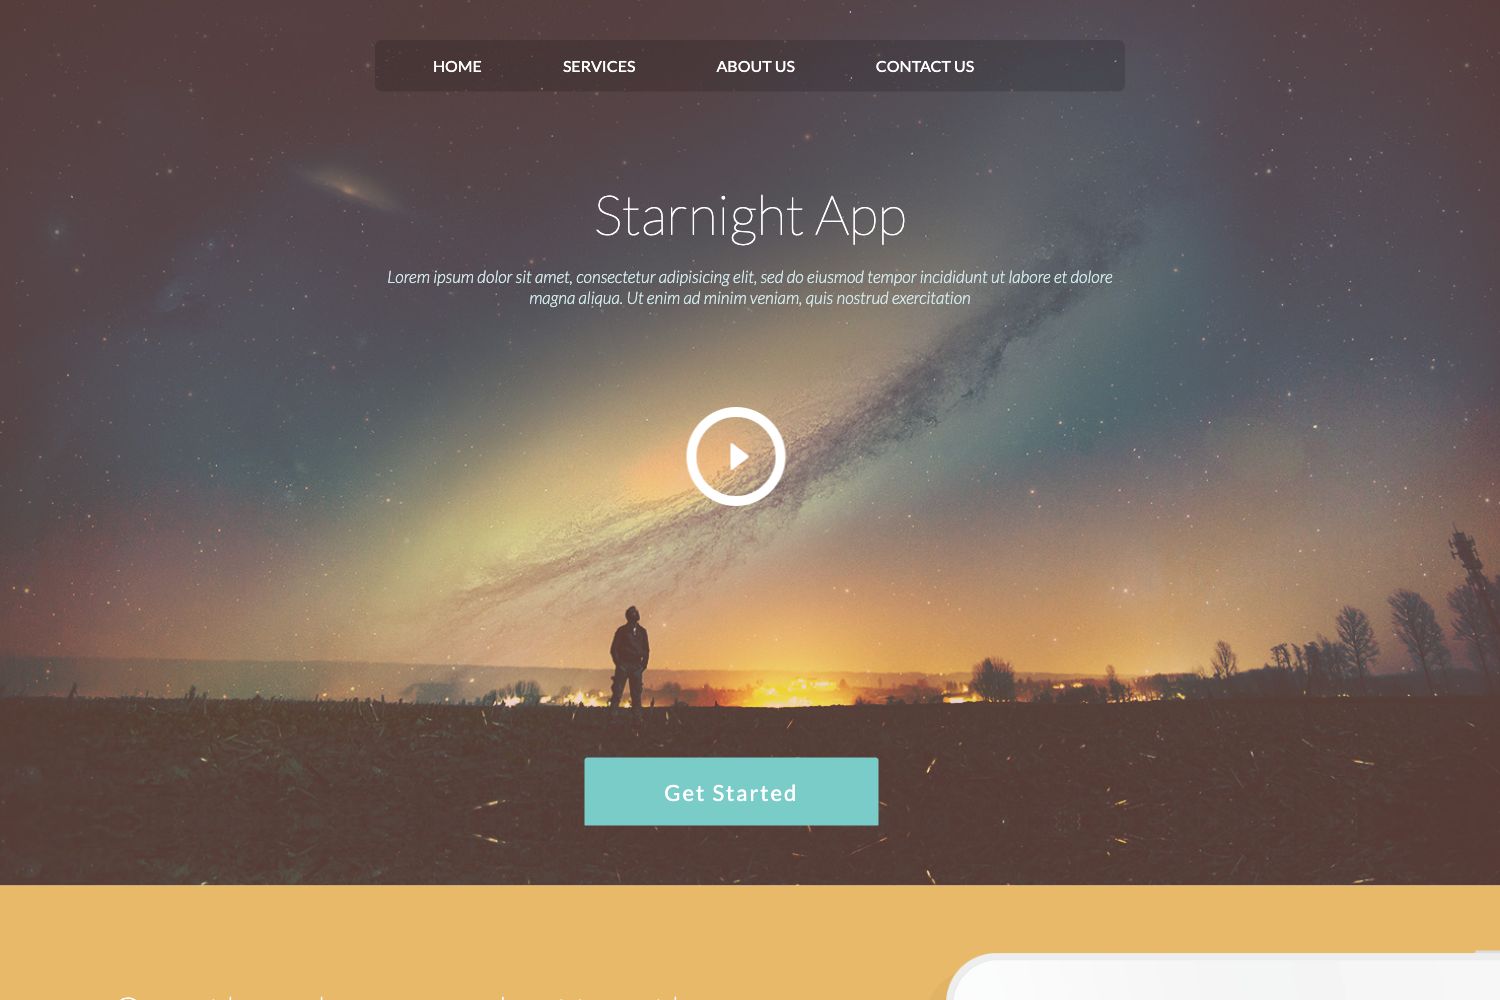 HOME SERVICES ABOUT US CONTACT US
Starnight App
Lorem ipsum dolor sit amet, consectetur adipisicing elit, sed do eiusmod tempor incididunt ut labore et dolore
magna aliqua. Ut enim ad minim veniam, quis nostrud exercitation
Get Started